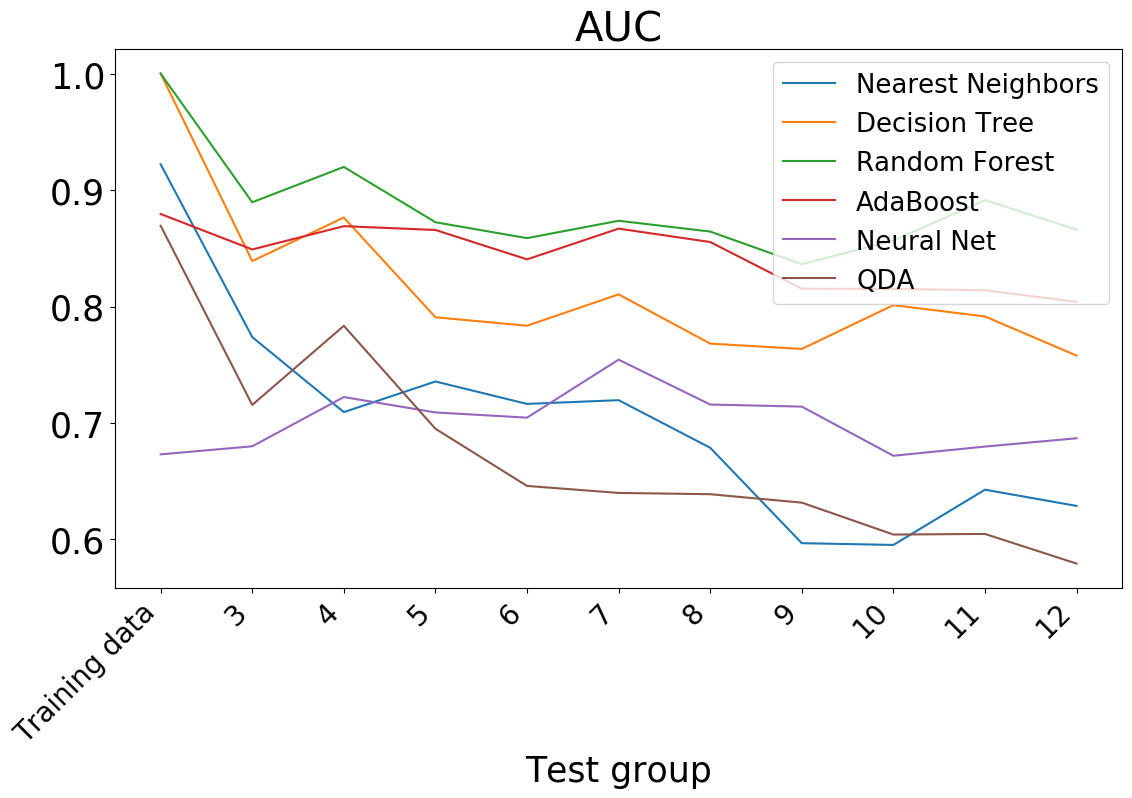 AUC
1.0
0.9
0.8
0.7
0.6
Nearest Neighbors
Decision Tree
Random Forest
AdaBoost
Neural Net
QDA
Training data
3
4
5
6
7
8
9
10
11
12
Test group